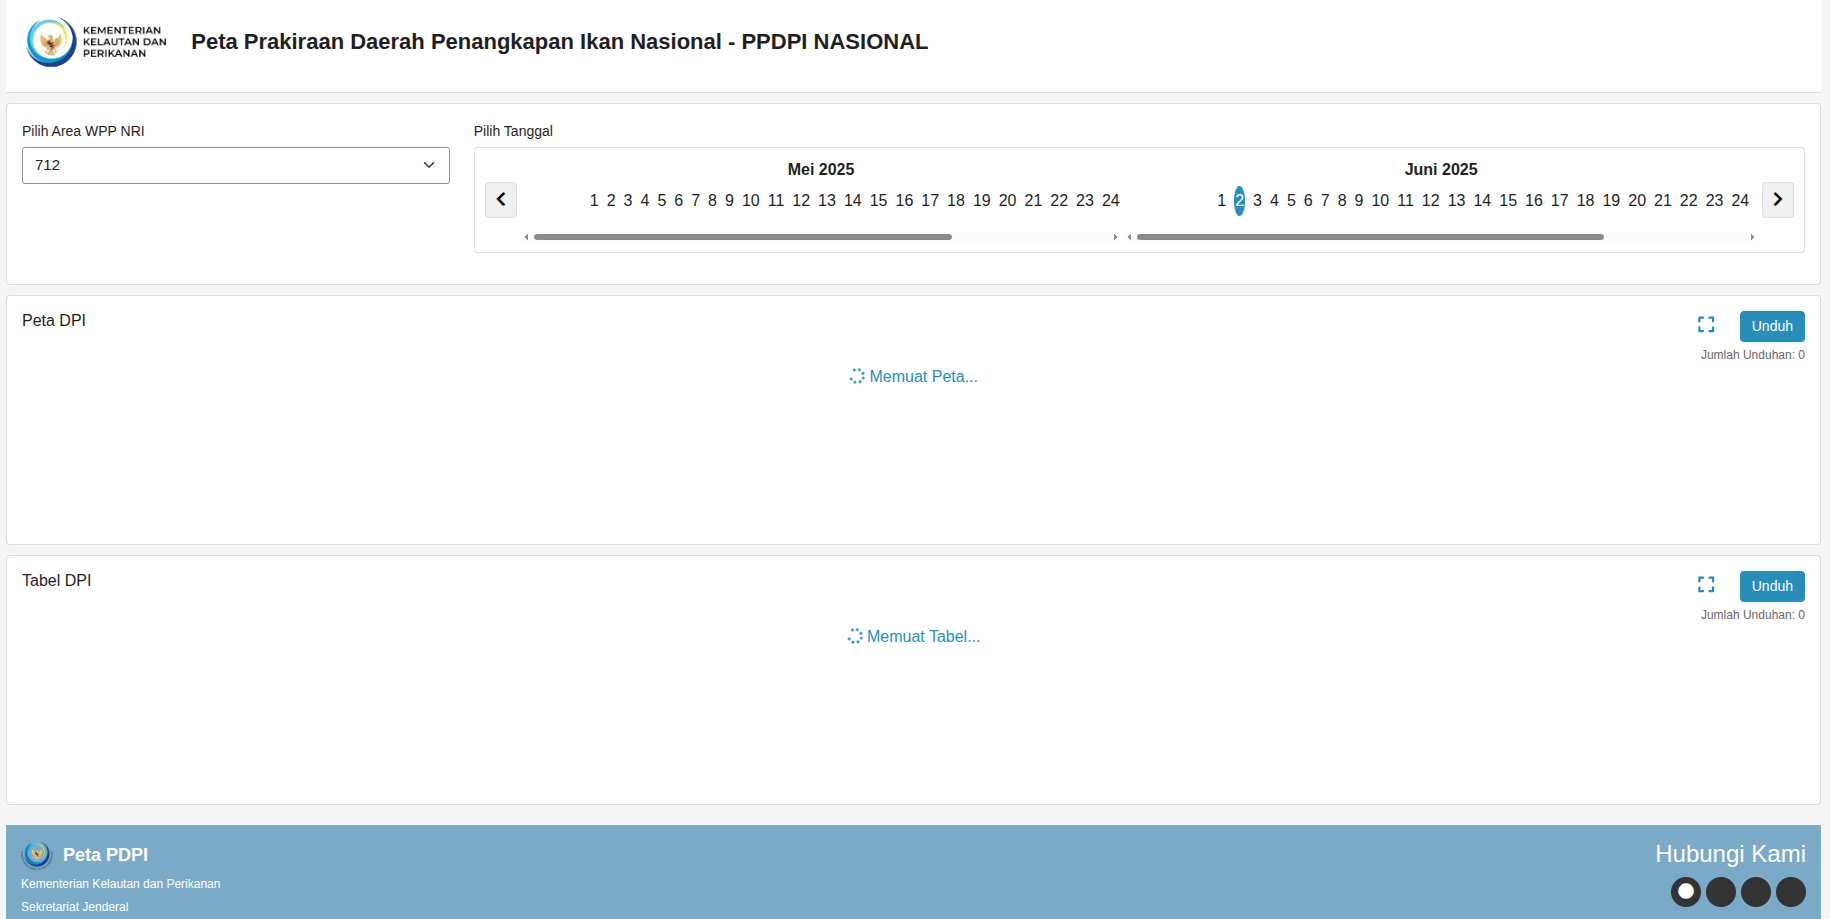 KEMENTERIAN
KELAUTAN DAN
PERIKANAN
Peta Prakiraan Daerah Penangkapan Ikan Nasional - PPDPI NASIONAL
Pilih Area WPP NRI
712
Pilih Tanggal
Mei 2025
1 2 3 4 5 6 7 8 9 10 11 12 13 14 15 16 17 18 19 20 21 22 23 24
Juni 2025
1 2 3 4 5 6 7 8 9 10 11 12 13 14 15 16 17 18 19 20 21 22 23 24
Peta DPI
Unduh
Jumlah Unduhan: 0
Memuat Peta...
Tabel DPI
Unduh
Jumlah Unduhan: 0
Memuat Tabel...
Peta PDPI
Kementerian Kelautan dan Perikanan
Sekretariat Jenderal
Hubungi Kami